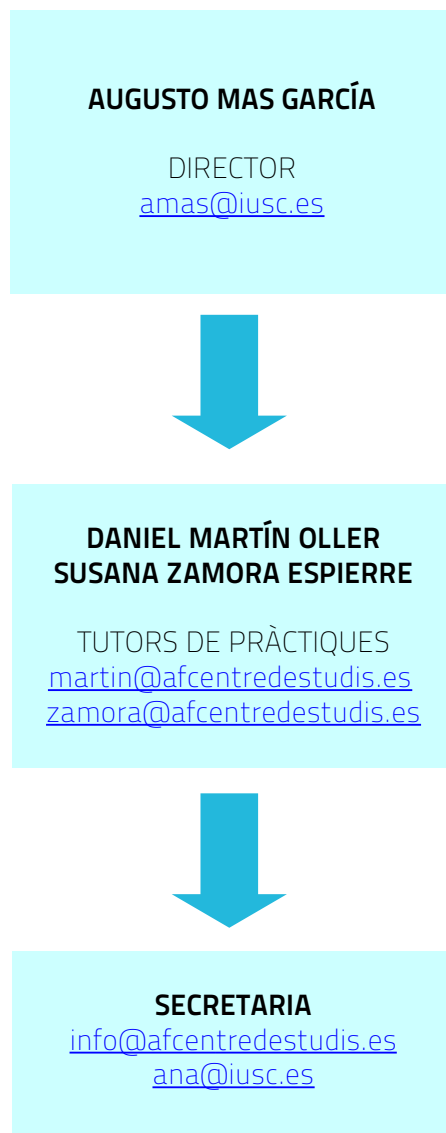 AUGUSTO MAS GARCÍA
DIRECTOR
amas@iusc.es
DANIEL MARTÍN OLLER
SUSANA ZAMORA ESPIERRE
TUTORS DE PRÀCTIQUES
martin@afcentredestudis.es
zamora@afcentredestudis.es
SECRETARIA
info@afcentredestudis.es
ana@iusc.es